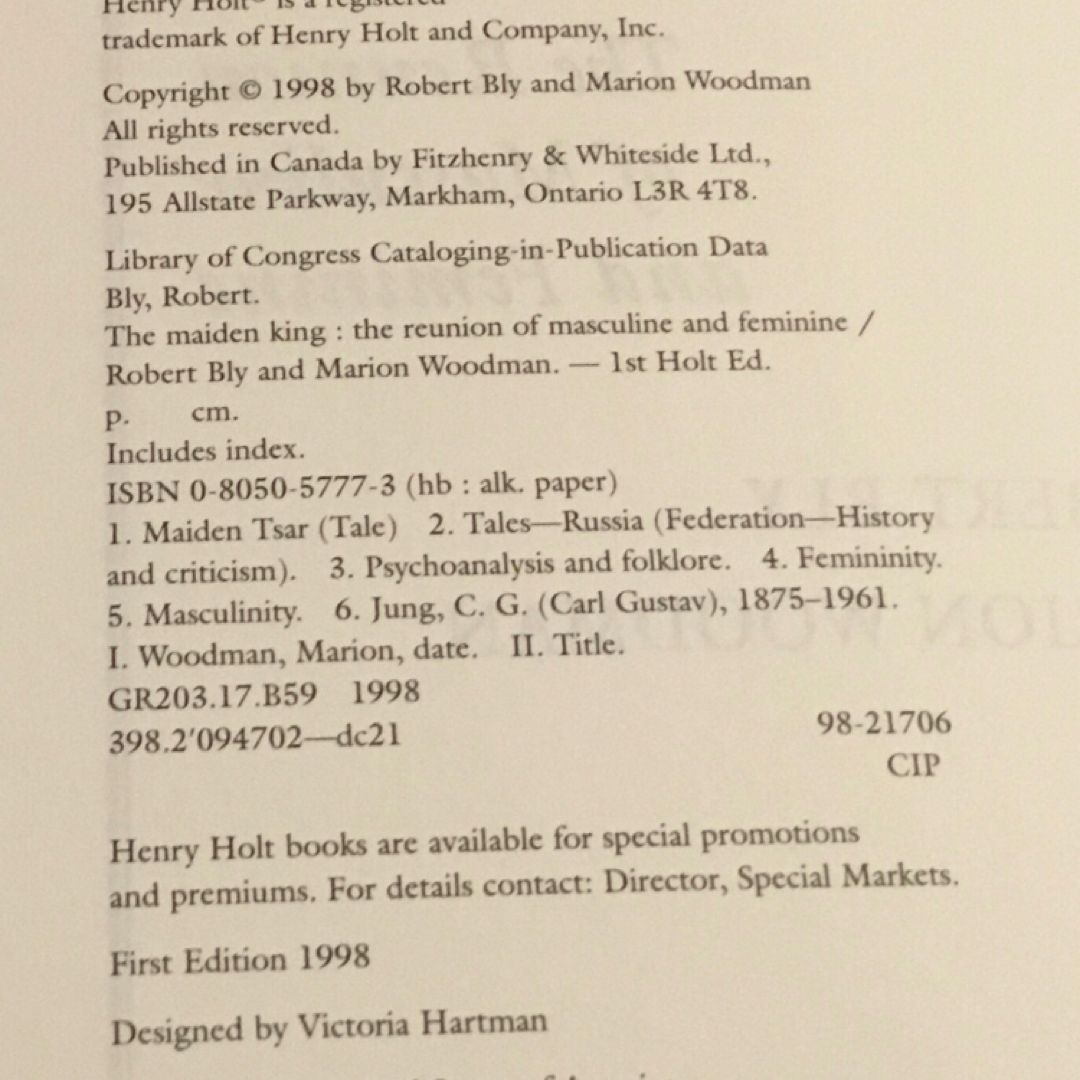 Henry Holt® is a registered
trademark of Henry Holt and Company, Inc.
Copyright © 1998 by Robert Bly and Marion Woodman
All rights reserved.
Published in Canada by Fitzhenry & Whiteside Ltd.,
195 Allstate Parkway, Markham, Ontario L3R 4T8.
Library of Congress Cataloging-in-Publication Data
Bly, Robert.
The maiden king : the reunion of masculine and feminine /
Robert Bly and Marion Woodman. — 1st Holt Ed.
p. cm.
Includes index.
ISBN 0-8050-5777-3 (hb : alk. paper)
1. Maiden Tsar (Tale) 2. Tales—Russia (Federation—History
and criticism). 3. Psychoanalysis and folklore. 4. Femininity.
5. Masculinity. 6. Jung, C. G. (Carl Gustav), 1875–1961.
I. Woodman, Marion, date. II. Title.
GR203.17.B59 1998
398.2'094702—dc21 98-21706
CIP
Henry Holt books are available for special promotions
and premiums. For details contact: Director, Special Markets.
First Edition 1998
Designed by Victoria Hartman